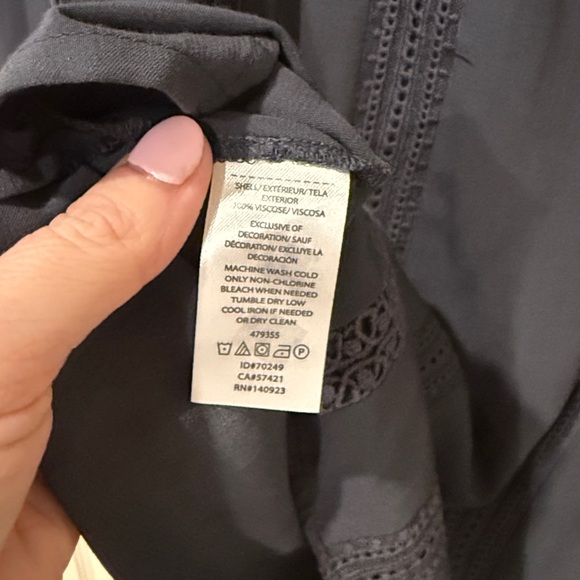 SHELL/ EXTÉRIEUR/ TELA
EXTERIOR
100% VISCOSE/ VISCOSA
EXCLUSIVE OF
DECORATION/ SAUF
DÉCORATION/ EXCLUYE LA
DECORACIÓN
MACHINE WASH COLD
ONLY NON-CHLORINE
BLEACH WHEN NEEDED
TUMBLE DRY LOW
COOL IRON IF NEEDED
OR DRY CLEAN
479355
P
ID#70249
CA#57421
RN#140923